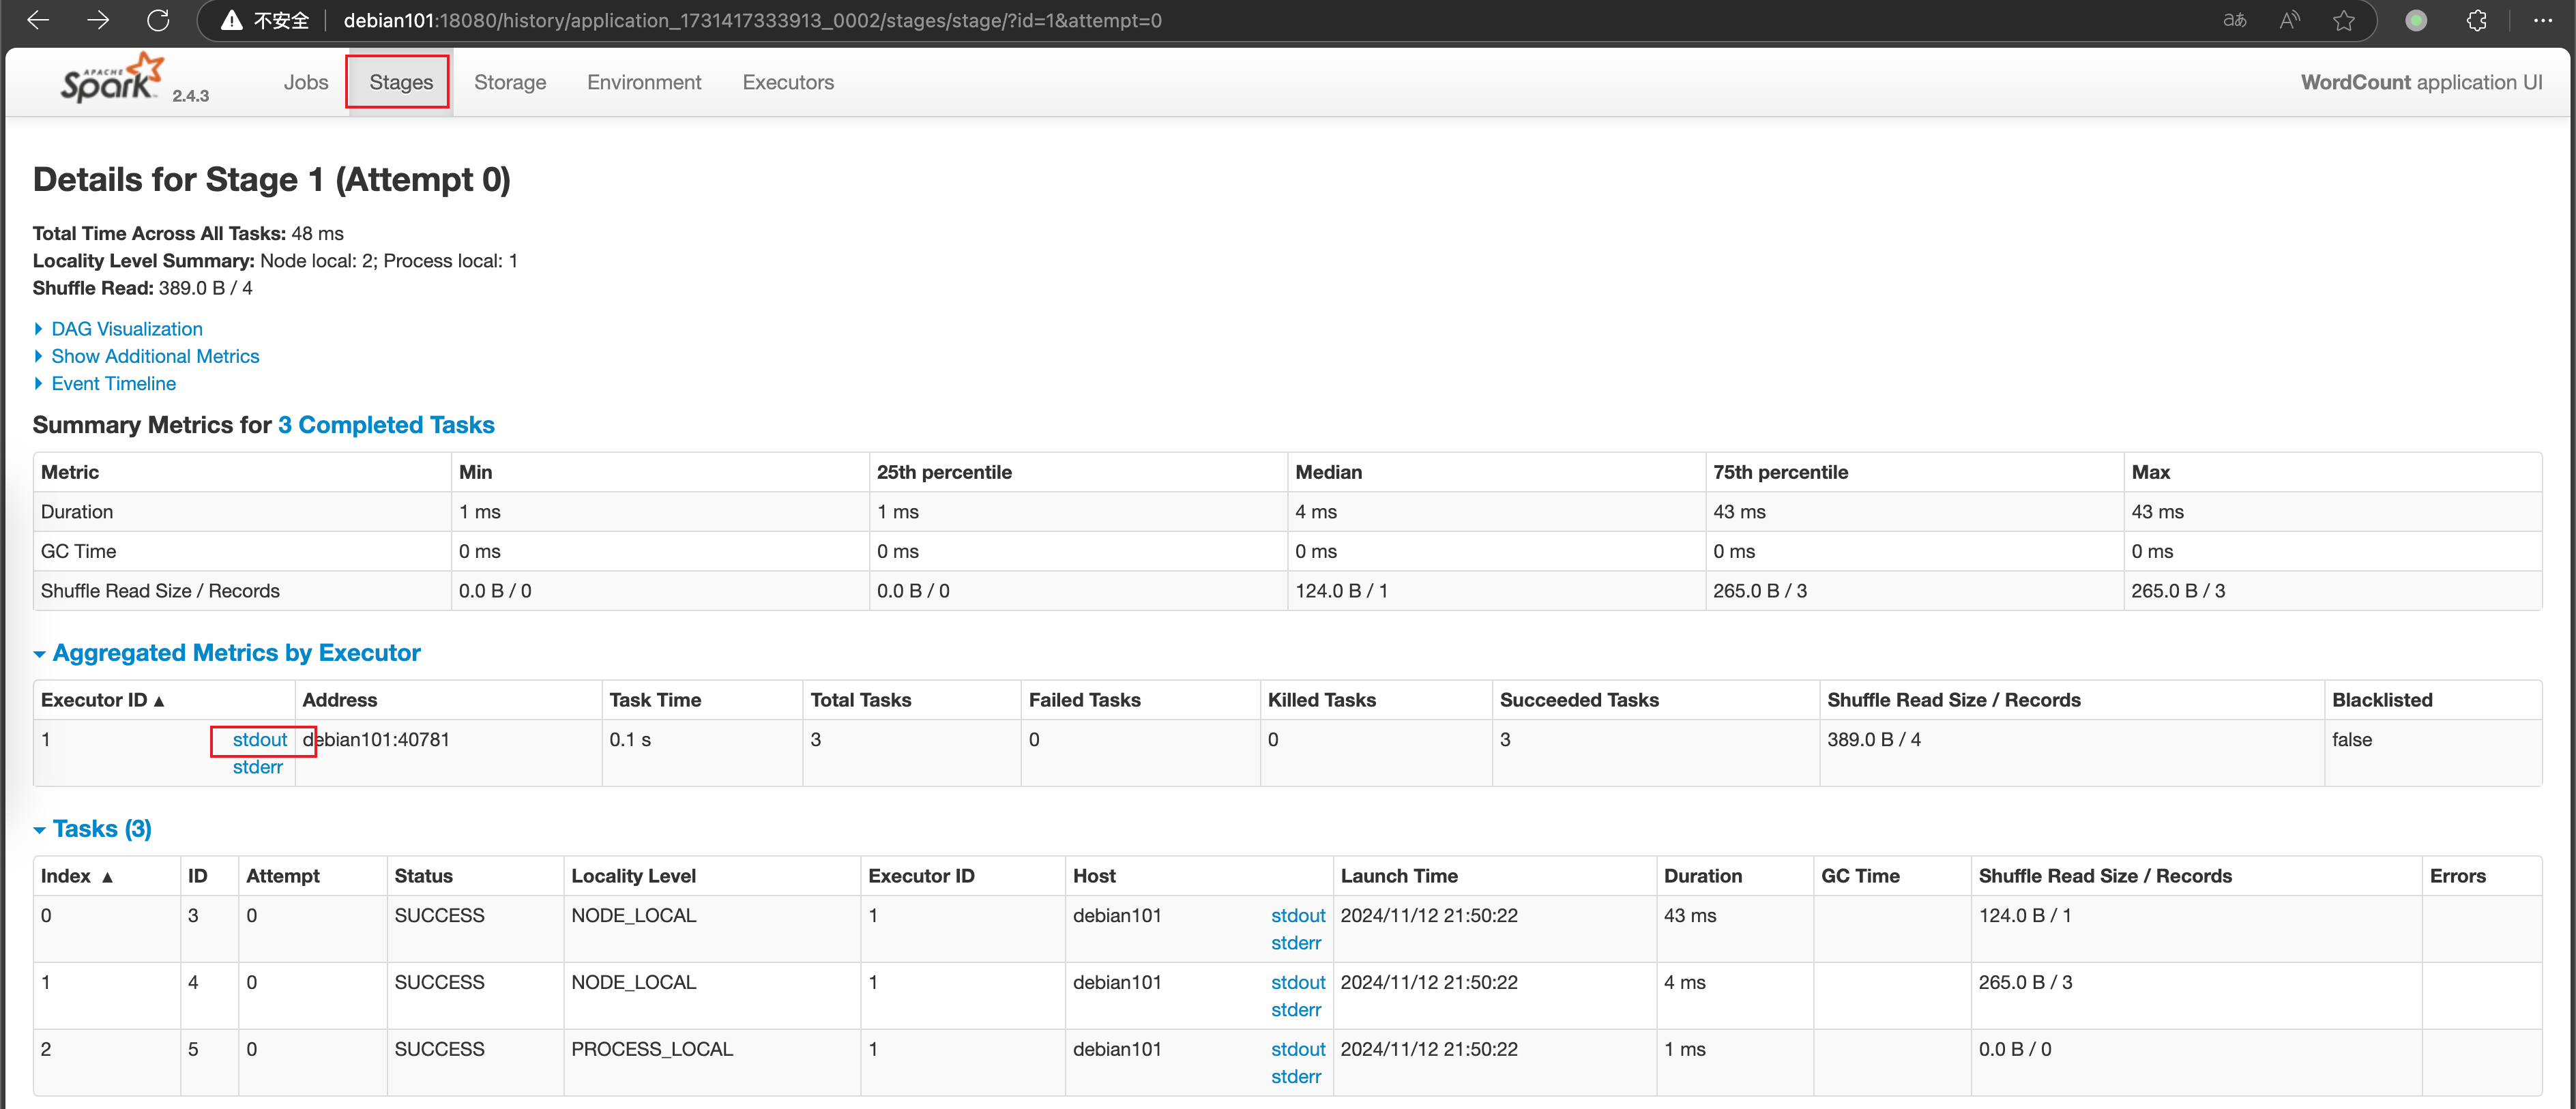 不安全 debian101:18080/history/application_1731417333913_0002/stages/stage/?id=1&attempt=0
APACHE Spark 2.4.3 Jobs Stages Storage Environment Executors WordCount application UI
Details for Stage 1 (Attempt 0)
Total Time Across All Tasks: 48 ms
Locality Level Summary: Node local: 2; Process local: 1
Shuffle Read: 389.0 B / 4
DAG Visualization
Show Additional Metrics
Event Timeline
Summary Metrics for 3 Completed Tasks
Metric Min 25th percentile Median 75th percentile Max
Duration 1 ms 1 ms 4 ms 43 ms 43 ms
GC Time 0 ms 0 ms 0 ms 0 ms 0 ms
Shuffle Read Size / Records 0.0 B / 0 0.0 B / 0 124.0 B / 1 265.0 B / 3 265.0 B / 3
Aggregated Metrics by Executor
Executor ID ▲ Address Task Time Total Tasks Failed Tasks Killed Tasks Succeeded Tasks Shuffle Read Size / Records Blacklisted
1 stdout debian101:40781 0.1 s 3 0 0 3 389.0 B / 4 false
stderr
Tasks (3)
Index ▲ ID Attempt Status Locality Level Executor ID Host Launch Time Duration GC Time Shuffle Read Size / Records Errors
0 3 0 SUCCESS NODE_LOCAL 1 debian101 stdout 2024/11/12 21:50:22 43 ms 124.0 B / 1
stderr
1 4 0 SUCCESS NODE_LOCAL 1 debian101 stdout 2024/11/12 21:50:22 4 ms 265.0 B / 3
stderr
2 5 0 SUCCESS PROCESS_LOCAL 1 debian101 stdout 2024/11/12 21:50:22 1 ms 0.0 B / 0
stderr